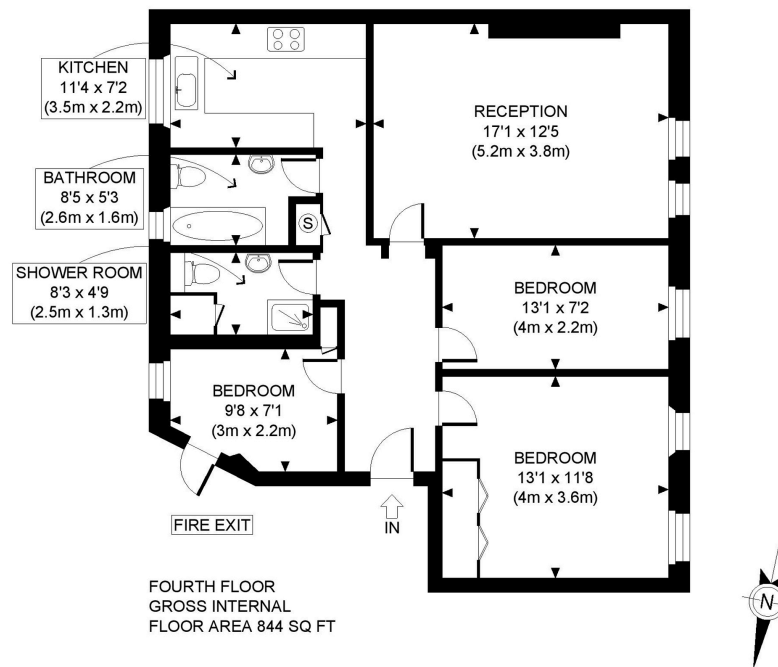 KITCHEN
11'4 x 7'2
(3.5m x 2.2m)
RECEPTION
17'1 x 12'5
(5.2m x 3.8m)
BATHROOM
8'5 x 5'3
(2.6m x 1.6m)
S
SHOWER ROOM
8'3 x 4'9
(2.5m x 1.3m)
BEDROOM
13'1 x 7'2
(4m x 2.2m)
BEDROOM
9'8 x 7'1
(3m x 2.2m)
BEDROOM
13'1 x 11'8
(4m x 3.6m)
FIRE EXIT
IN
FOURTH FLOOR
GROSS INTERNAL
FLOOR AREA 844 SQ FT
N